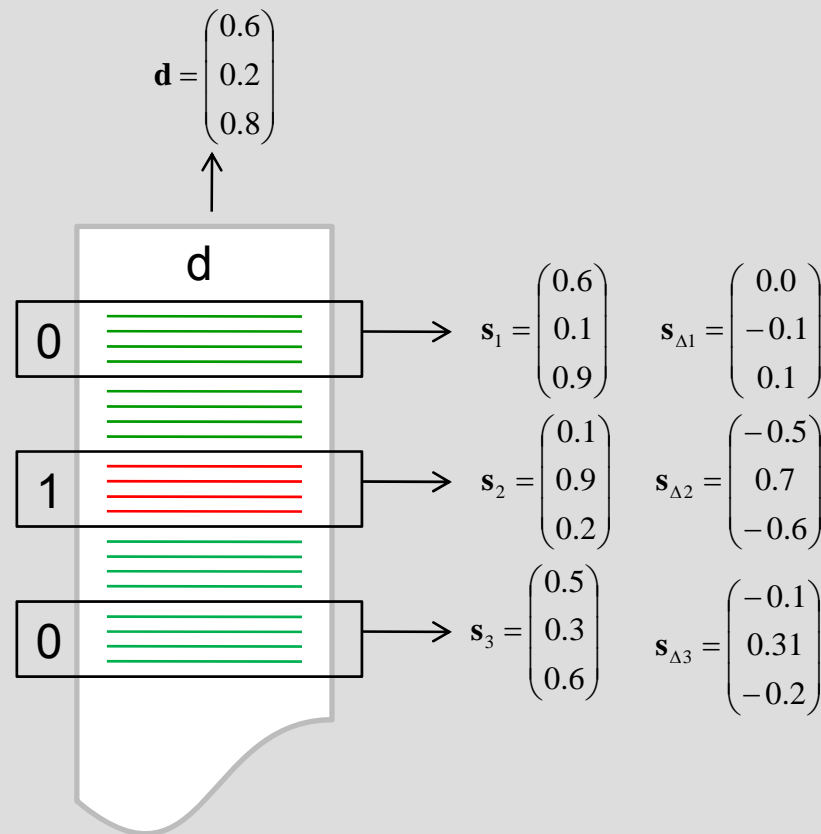 d = (0.6
0.2
0.8)
d
0
s1 = (0.6
0.1
0.9)
sΔ1 = (0.0
−0.1
0.1)
1
s2 = (0.1
0.9
0.2)
sΔ2 = (−0.5
0.7
−0.6)
0
s3 = (0.5
0.3
0.6)
sΔ3 = (−0.1
0.31
−0.2)